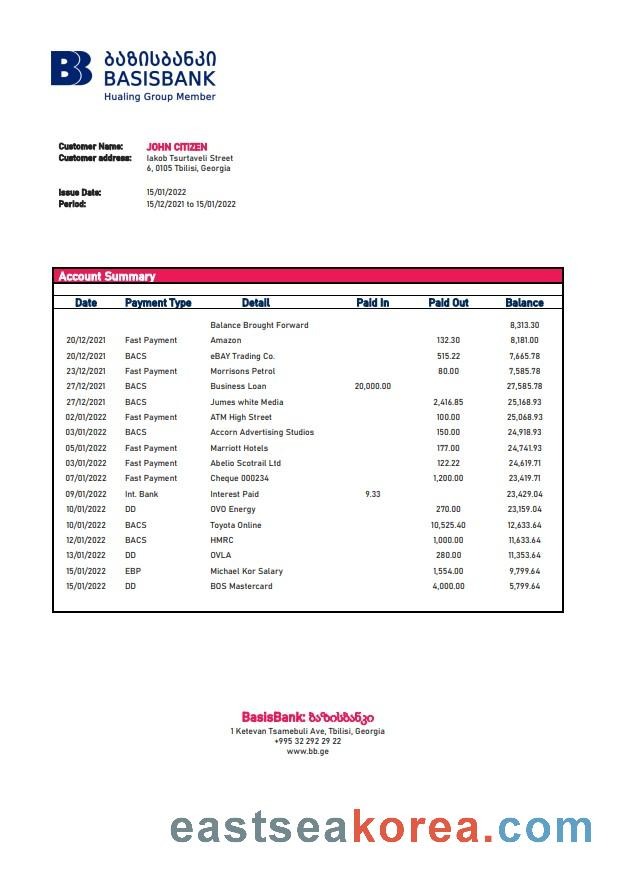 ბაზისბანკი
BASISBANK
Hualing Group Member
Customer Name: JOHN CITIZEN
Customer address: Iakob Tsurtaveli Street
6, 0105 Tbilisi, Georgia
Issue Date: 15/01/2022
Period: 15/12/2021 to 15/01/2022
Account Summary
Date Payment Type Detail Paid In Paid Out Balance
Balance Brought Forward 8,313.30
20/12/2021 Fast Payment Amazon 132.30 8,181.00
20/12/2021 BACS eBAY Trading Co. 515.22 7,665.78
23/12/2021 Fast Payment Morrisons Petrol 80.00 7,585.78
27/12/2021 BACS Business Loan 20,000.00 27,585.78
27/12/2021 BACS Jumes white Media 2,416.85 25,168.93
02/01/2022 Fast Payment ATM High Street 100.00 25,068.93
03/01/2022 BACS Accorn Advertising Studios 150.00 24,918.93
05/01/2022 Fast Payment Marriott Hotels 177.00 24,741.93
03/01/2022 Fast Payment Abelio Scotrail Ltd 122.22 24,619.71
07/01/2022 Fast Payment Cheque 000234 1,200.00 23,419.71
09/01/2022 Int. Bank Interest Paid 9.33 23,429.04
10/01/2022 DD OVO Energy 270.00 23,159.04
10/01/2022 BACS Toyota Online 10,525.40 12,633.64
12/01/2022 BACS HMRC 1,000.00 11,633.64
13/01/2022 DD OVLA 280.00 11,353.64
15/01/2022 EBP Michael Kor Salary 1,554.00 9,799.64
15/01/2022 DD BOS Mastercard 4,000.00 5,799.64
BasisBank: ბაზისბანკი
1 Ketevan Tsamebuli Ave, Tbilisi, Georgia
+995 32 292 29 22
www.bb.ge
eastseakorea.com